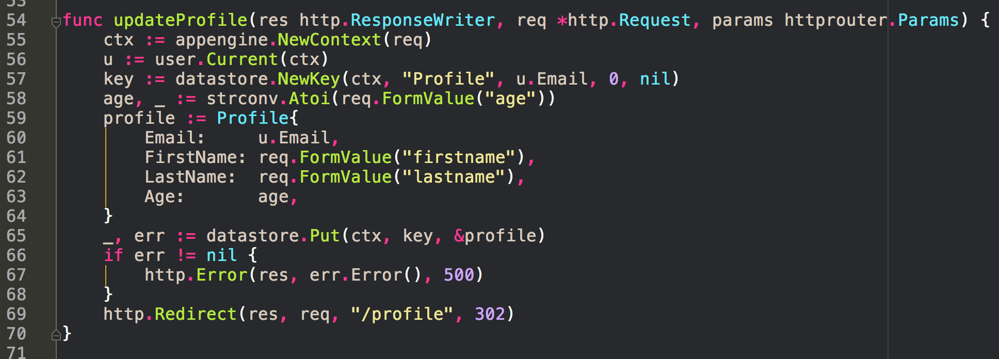 53
54 func updateProfile(res http.ResponseWriter, req *http.Request, params httprouter.Params) {
55     ctx := appengine.NewContext(req)
56     u := user.Current(ctx)
57     key := datastore.NewKey(ctx, "Profile", u.Email, 0, nil)
58     age, _ := strconv.Atoi(req.FormValue("age"))
59     profile := Profile{
60         Email:     u.Email,
61         FirstName: req.FormValue("firstname"),
62         LastName:  req.FormValue("lastname"),
63         Age:       age,
64     }
65     _, err := datastore.Put(ctx, key, &profile)
66     if err != nil {
67         http.Error(res, err.Error(), 500)
68     }
69     http.Redirect(res, req, "/profile", 302)
70 }
71